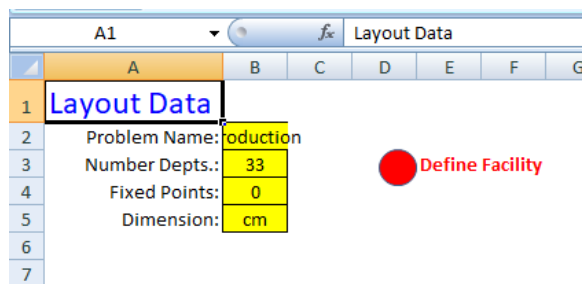 A1 fx Layout Data
A B C D E F G
1 Layout Data
2 Problem Name: roduction
3 Number Depts.: 33 Define Facility
4 Fixed Points: 0
5 Dimension: cm
6
7